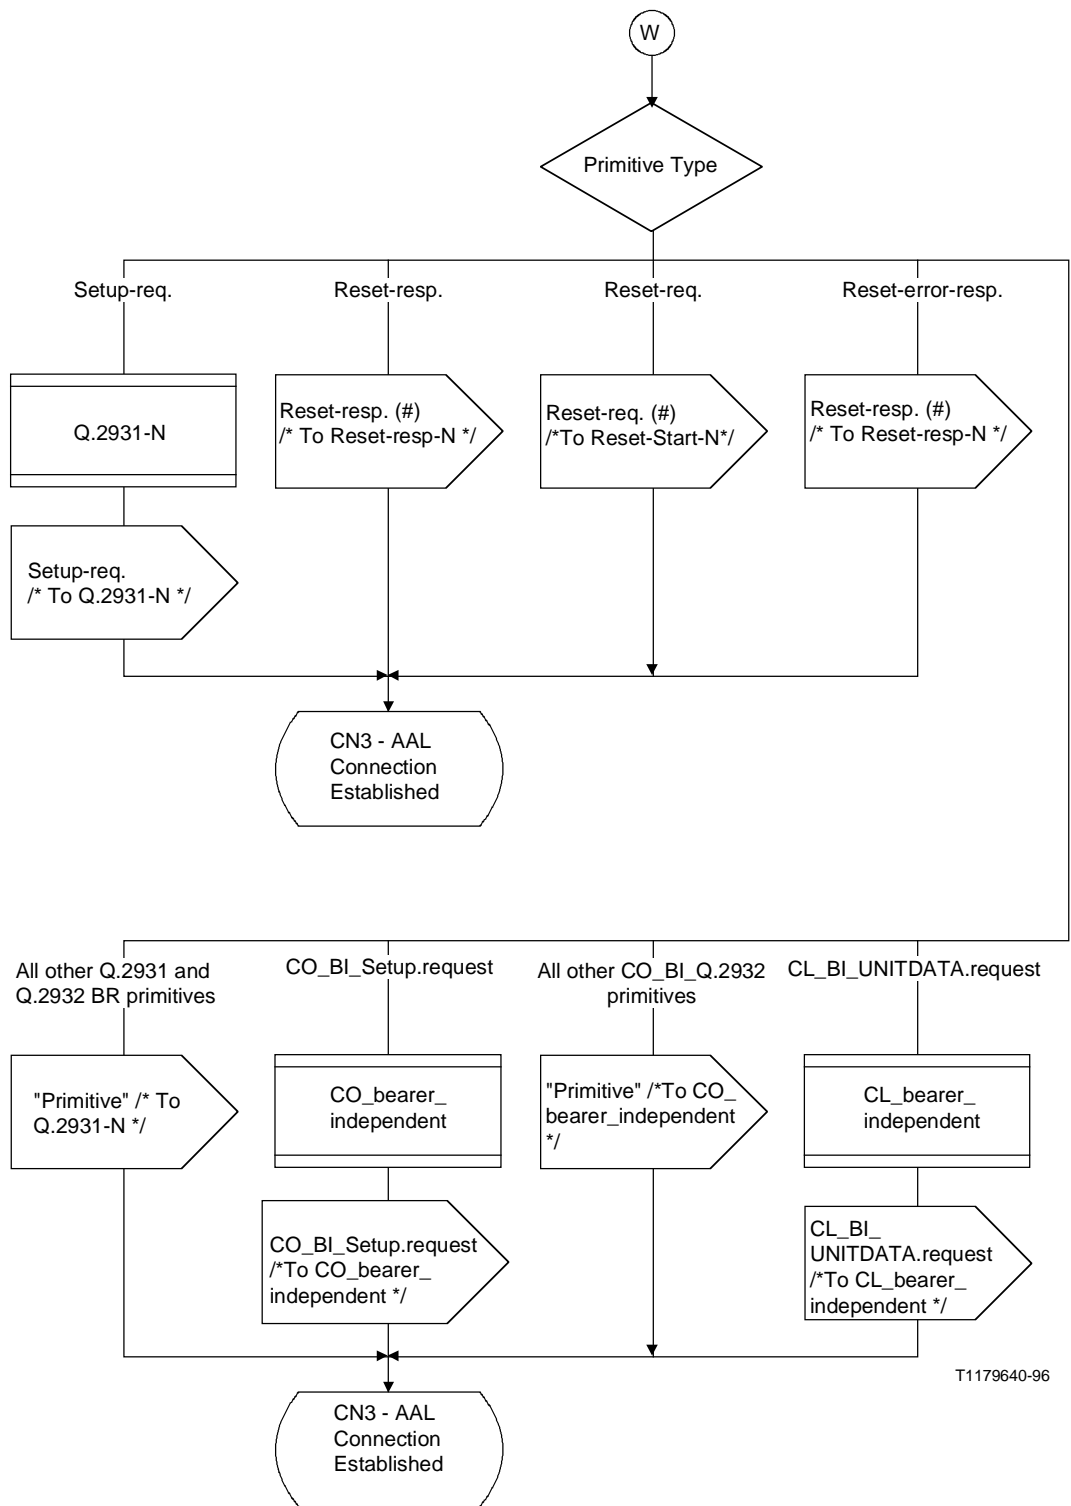 W
Primitive Type
Setup-req.
Reset-resp.
Reset-req.
Reset-error-resp.
Q.2931-N
Reset-resp. (#)
/* To Reset-resp-N */
Reset-req. (#)
/*To Reset-Start-N*/
Reset-resp. (#)
/* To Reset-resp-N */
Setup-req.
/* To Q.2931-N */
CN3 - AAL
Connection
Established
All other Q.2931 and
Q.2932 BR primitives
CO_BI_Setup.request
All other CO_BI_Q.2932
primitives
CL_BI_UNITDATA.request
"Primitive" /* To
Q.2931-N */
CO_bearer_
independent
"Primitive" /*To CO_
bearer_independent
*/
CL_bearer_
independent
CO_BI_Setup.request
/*To CO_bearer_
independent */
CL_BI_
UNITDATA.request
/*To CL_bearer_
independent */
T1179640-96
CN3 - AAL
Connection
Established